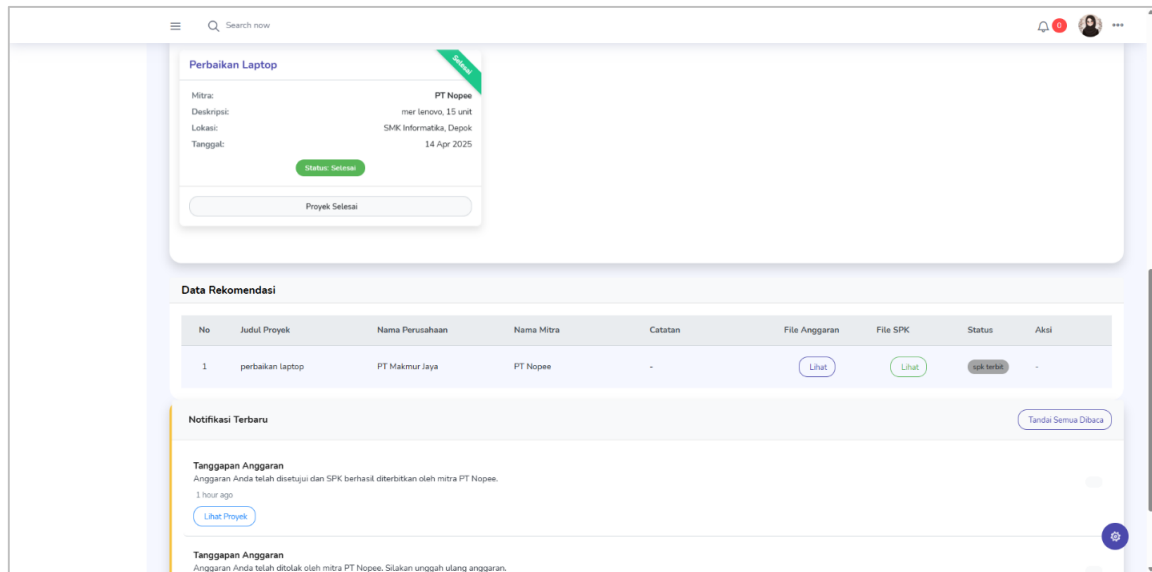 Search now
0
Perbaikan Laptop
Selesai
Mitra: PT Nopee
Deskripsi: mer lenovo, 15 unit
Lokasi: SMK Informatika, Depok
Tanggal: 14 Apr 2025
Status: Selesai
Proyek Selesai
Data Rekomendasi
No Judul Proyek Nama Perusahaan Nama Mitra Catatan File Anggaran File SPK Status Aksi
1 perbaikan laptop PT Makmur Jaya PT Nopee - Lihat Lihat spk terbit -
Notifikasi Terbaru Tandai Semua Dibaca
Tanggapan Anggaran
Anggaran Anda telah disetujui dan SPK berhasil diterbitkan oleh mitra PT Nopee.
1 hour ago
Lihat Proyek
Tanggapan Anggaran
Anggaran Anda telah ditolak oleh mitra PT Nopee. Silakan unggah ulang anggaran.